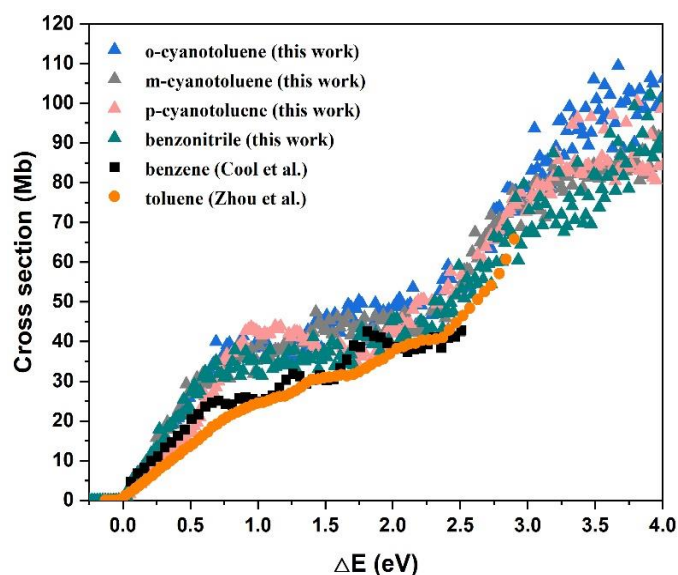 120
110
100
90
80
70
60
50
40
30
20
10
0
Cross section (Mb)
o-cyanotoluene (this work)
m-cyanotoluene (this work)
p-cyanotoluene (this work)
benzonitrile (this work)
benzene (Cool et al.)
toluene (Zhou et al.)
0.0 0.5 1.0 1.5 2.0 2.5 3.0 3.5 4.0
△E (eV)